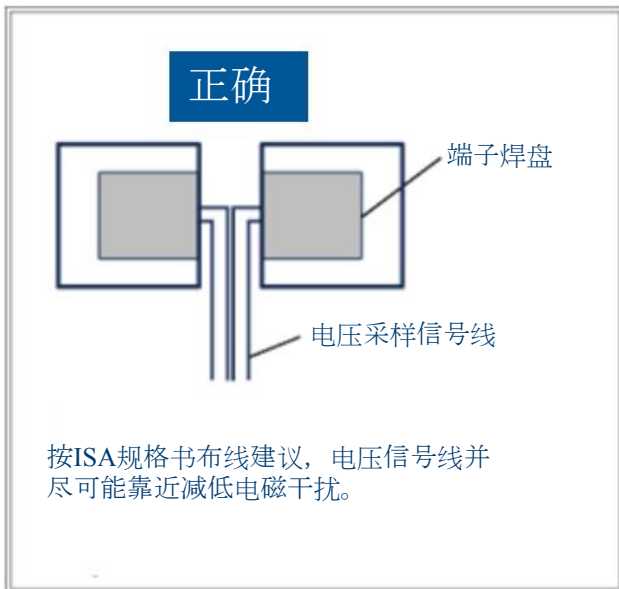 正确
端子焊盘
电压采样信号线
按ISA规格书布线建议，电压信号线并
尽可能靠近减低电磁干扰。